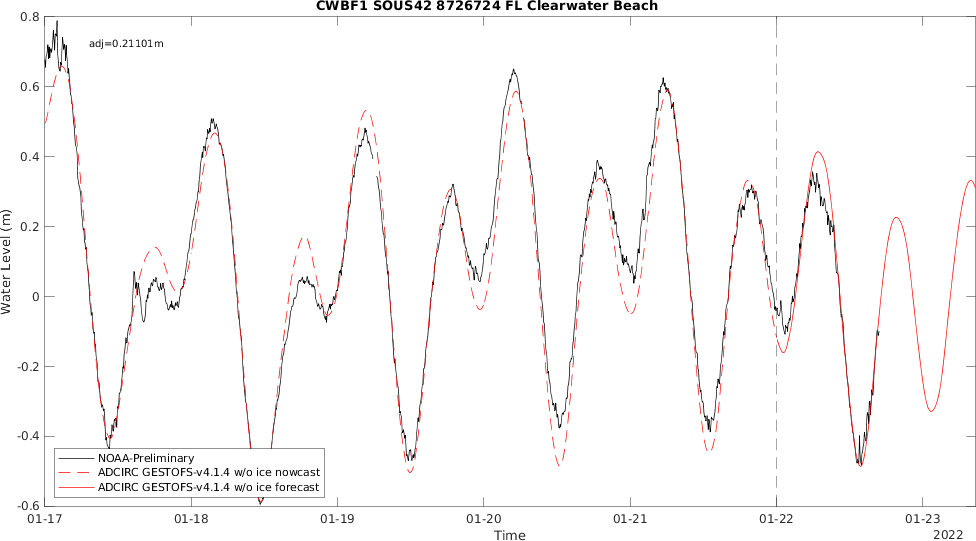 CWBF1 SOUS42 8726724 FL Clearwater Beach
adj=0.21101m
0.8
0.6
0.4
0.2
0
-0.2
-0.4
-0.6
Water Level (m)
NOAA-Preliminary
ADCIRC GESTOFS-v4.1.4 w/o ice nowcast
ADCIRC GESTOFS-v4.1.4 w/o ice forecast
01-17 01-18 01-19 01-20 01-21 01-22 01-23
Time
2022